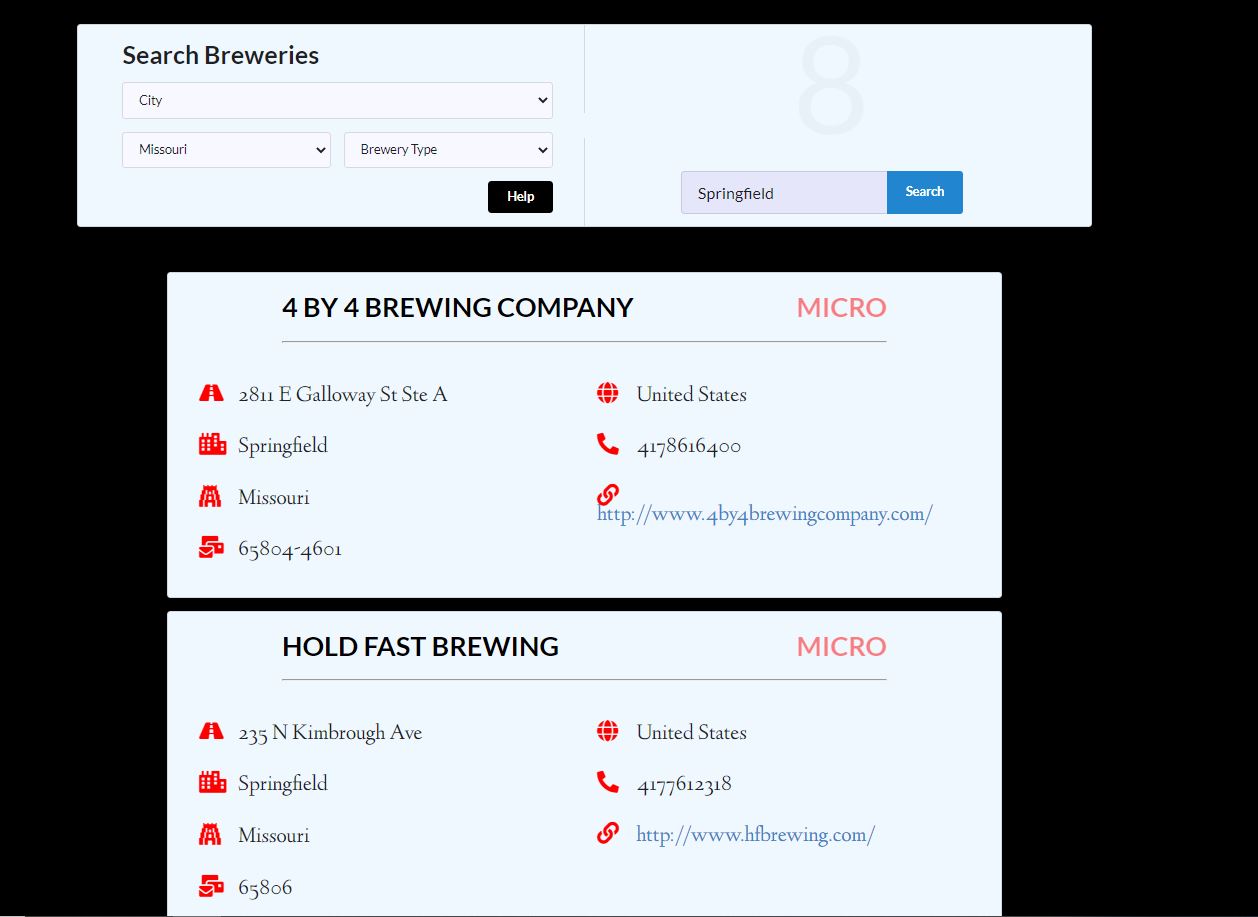 Search Breweries
City
Missouri
Brewery Type
Help
8
Springfield
Search
4 BY 4 BREWING COMPANY
MICRO
2811 E Galloway St Ste A
Springfield
Missouri
65804-4601
United States
4178616400
http://www.4by4brewingcompany.com/
HOLD FAST BREWING
MICRO
235 N Kimbrough Ave
Springfield
Missouri
65806
United States
4177612318
http://www.hfbrewing.com/